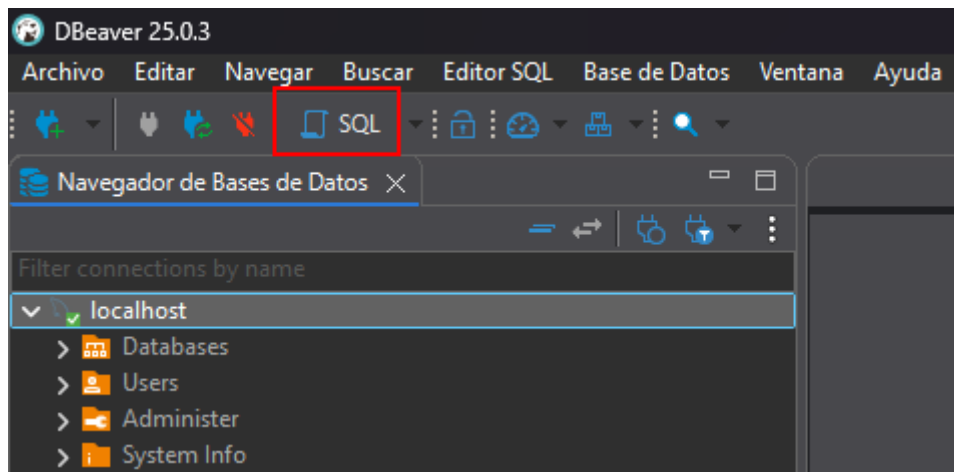 DBeaver 25.0.3
Archivo Editar Navegar Buscar Editor SQL Base de Datos Ventana Ayuda
SQL
Navegador de Bases de Datos
Filter connections by name
localhost
Databases
Users
Administer
System Info